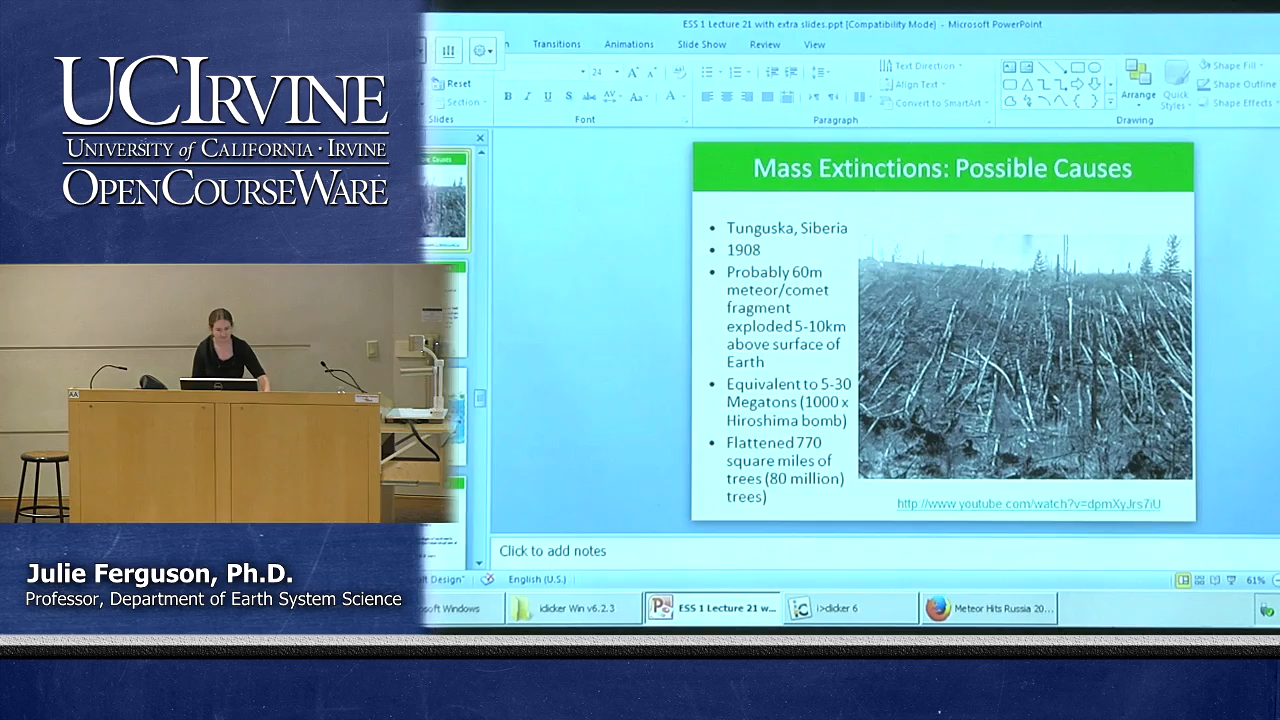 UCIRVINE
UNIVERSITY of CALIFORNIA · IRVINE
OPENCOURSEWARE
Julie Ferguson, Ph.D.
Professor, Department of Earth System Science
AA
DELL
ESS 1 Lecture 21 with extra slides.ppt [Compatibility Mode] - Microsoft PowerPoint
Transitions Animations Slide Show Review View
Reset
Section
Slides
24
B I U S abc AV Aa A
Font
Text Direction
Align Text
Convert to SmartArt
Paragraph
Arrange
Quick
Styles
Shape Fill
Shape Outline
Shape Effects
Drawing
Mass Extinctions: Possible Causes
• Tunguska, Siberia
• 1908
• Probably 60m
meteor/comet
fragment
exploded 5-10km
above surface of
Earth
• Equivalent to 5-30
Megatons (1000 x
Hiroshima bomb)
• Flattened 770
square miles of
trees (80 million)
trees)
http://www.youtube.com/watch?v=dpmXyJrs7iU
Click to add notes
English (U.S.)
61%
idicker Win v6.2.3
ESS 1 Lecture 21 w...
i>clicker 6
Meteor Hits Russia 20...